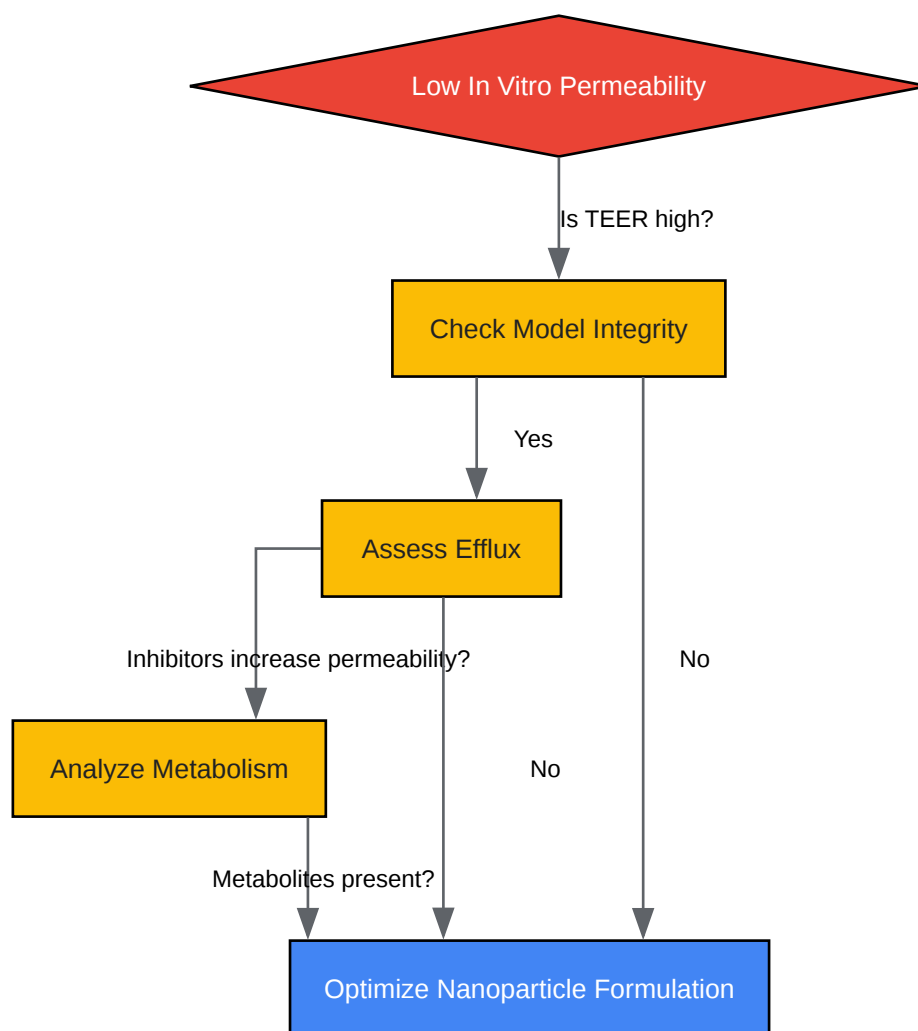 Low In Vitro Permeability
Is TEER high?
Check Model Integrity
Yes
Assess Efflux
Inhibitors increase permeability?
No
Analyze Metabolism
No
Metabolites present?
Optimize Nanoparticle Formulation